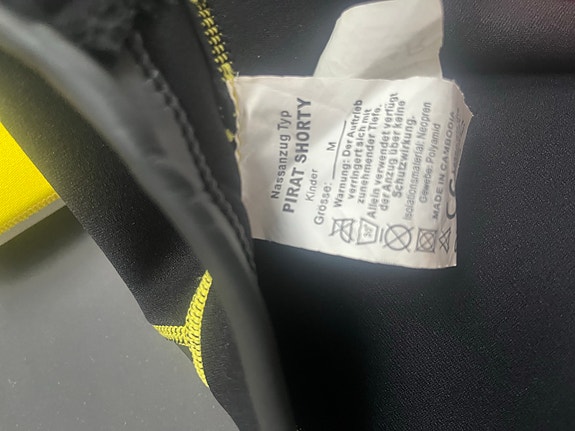 Nassanzug Typ
PIRAT SHORTY
Kinder
Grösse: M
Warnung: Der Auftrieb
verringert sich mit
zunehmender Tiefe.
Allein verwendet verfügt
der Anzug über keine
Schutzwirkung.
Isolationsmaterial: Neopren
Gewebe: Polyamid
MADE IN CAMBODIA